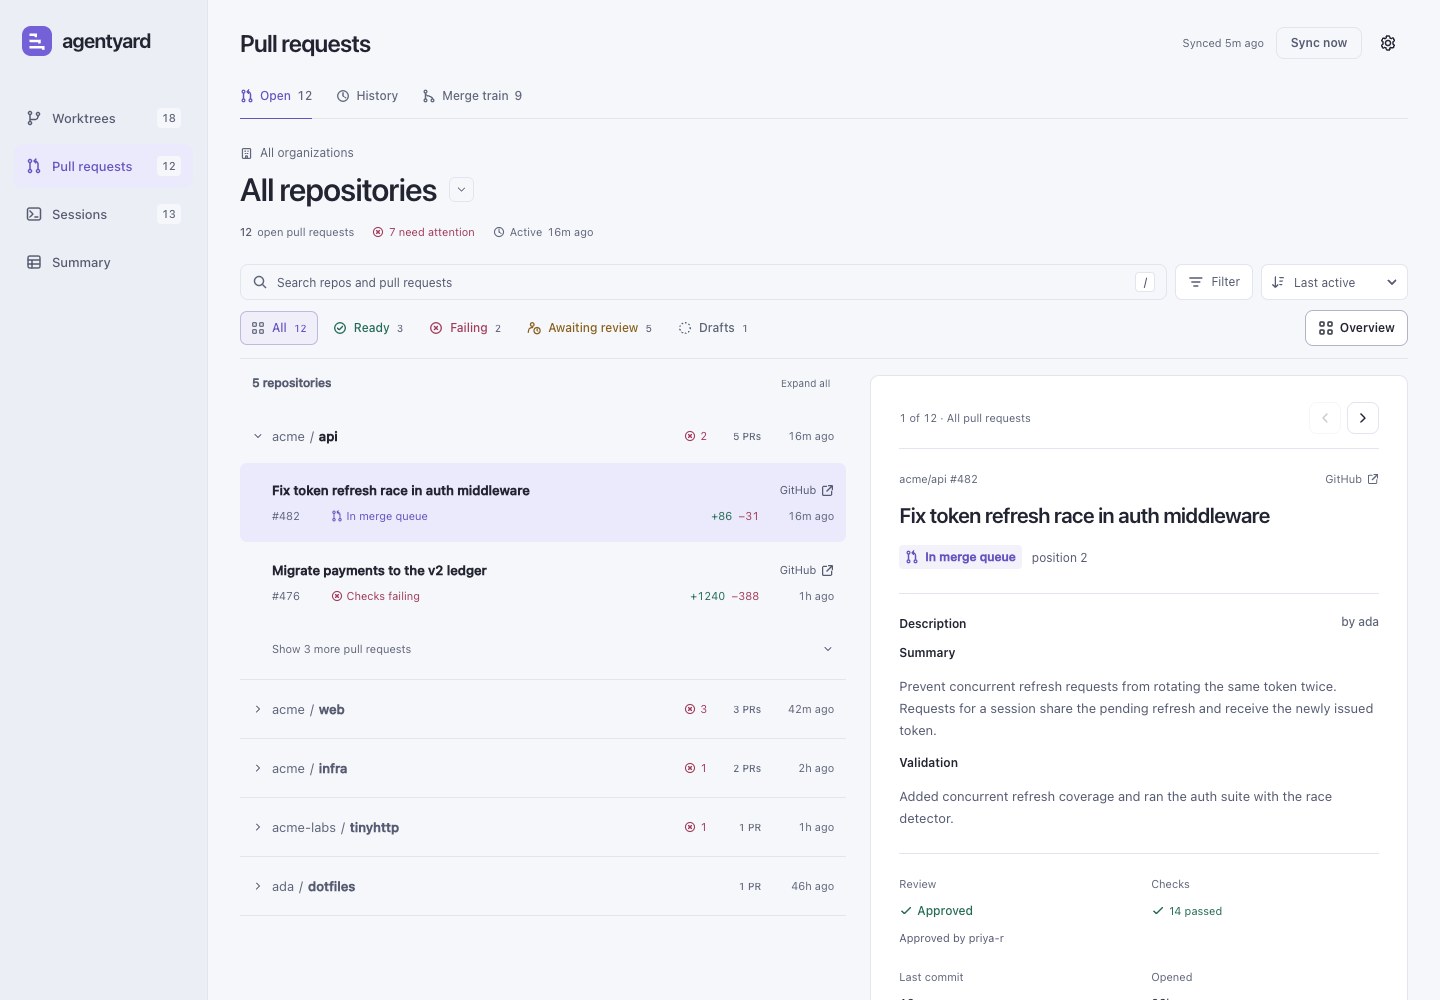 agentyard
Worktrees 18
Pull requests 12
Sessions 13
Summary
Pull requests
Synced 5m ago
Sync now
Open 12
History
Merge train 9
All organizations
All repositories
12 open pull requests
7 need attention
Active 16m ago
Search repos and pull requests
/
Filter
Last active
All 12
Ready 3
Failing 2
Awaiting review 5
Drafts 1
Overview
5 repositories
Expand all
acme / api 2 5 PRs 16m ago
Fix token refresh race in auth middleware GitHub
#482 In merge queue +86 −31 16m ago
Migrate payments to the v2 ledger GitHub
#476 Checks failing +1240 −388 1h ago
Show 3 more pull requests
acme / web 3 3 PRs 42m ago
acme / infra 1 2 PRs 2h ago
acme-labs / tinyhttp 1 1 PR 1h ago
ada / dotfiles 1 PR 46h ago
1 of 12 · All pull requests
acme/api #482 GitHub
Fix token refresh race in auth middleware
In merge queue position 2
Description by ada
Summary
Prevent concurrent refresh requests from rotating the same token twice.
Requests for a session share the pending refresh and receive the newly issued
token.
Validation
Added concurrent refresh coverage and ran the auth suite with the race
detector.
Review Checks
Approved 14 passed
Approved by priya-r
Last commit Opened